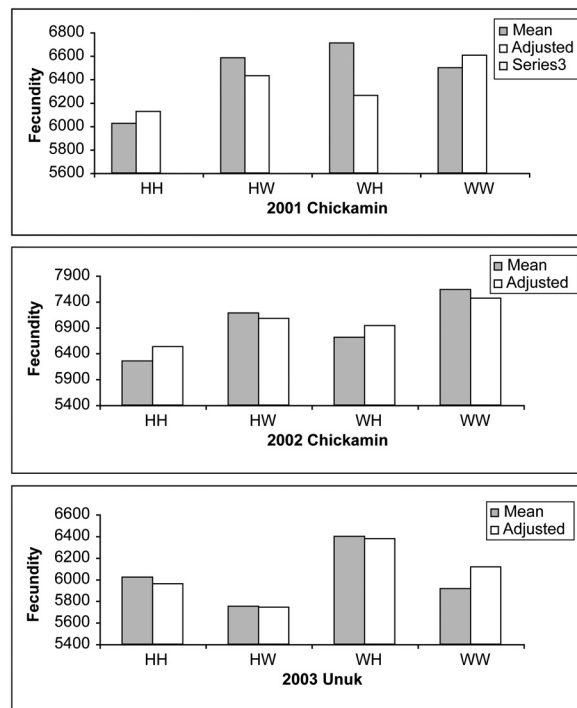 6800
6600
6400
6200
6000
5800
5600
Fecundity
Mean
Adjusted
Series3
HH HW WH WW
2001 Chickamin
7900
7400
6900
6400
5900
5400
Fecundity
Mean
Adjusted
HH HW WH WW
2002 Chickamin
6600
6400
6200
6000
5800
5600
5400
Fecundity
Mean
Adjusted
HH HW WH WW
2003 Unuk